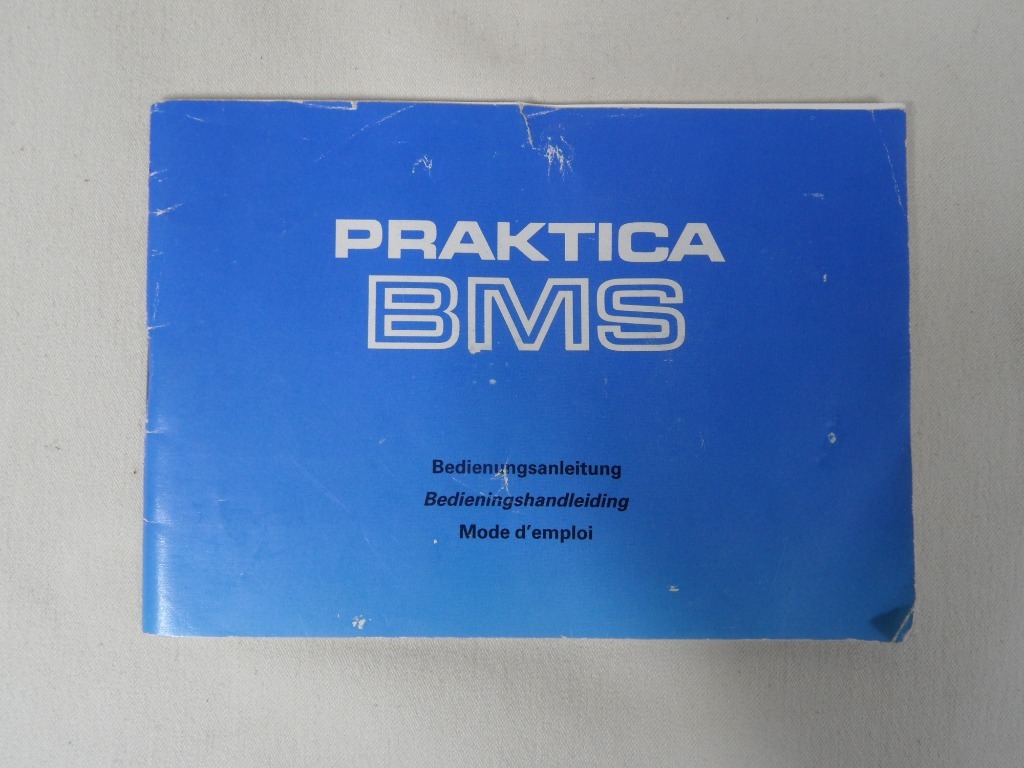 PRAKTICA
BMS
Bedienungsanleitung
Bedieningshandleiding
Mode d'emploi